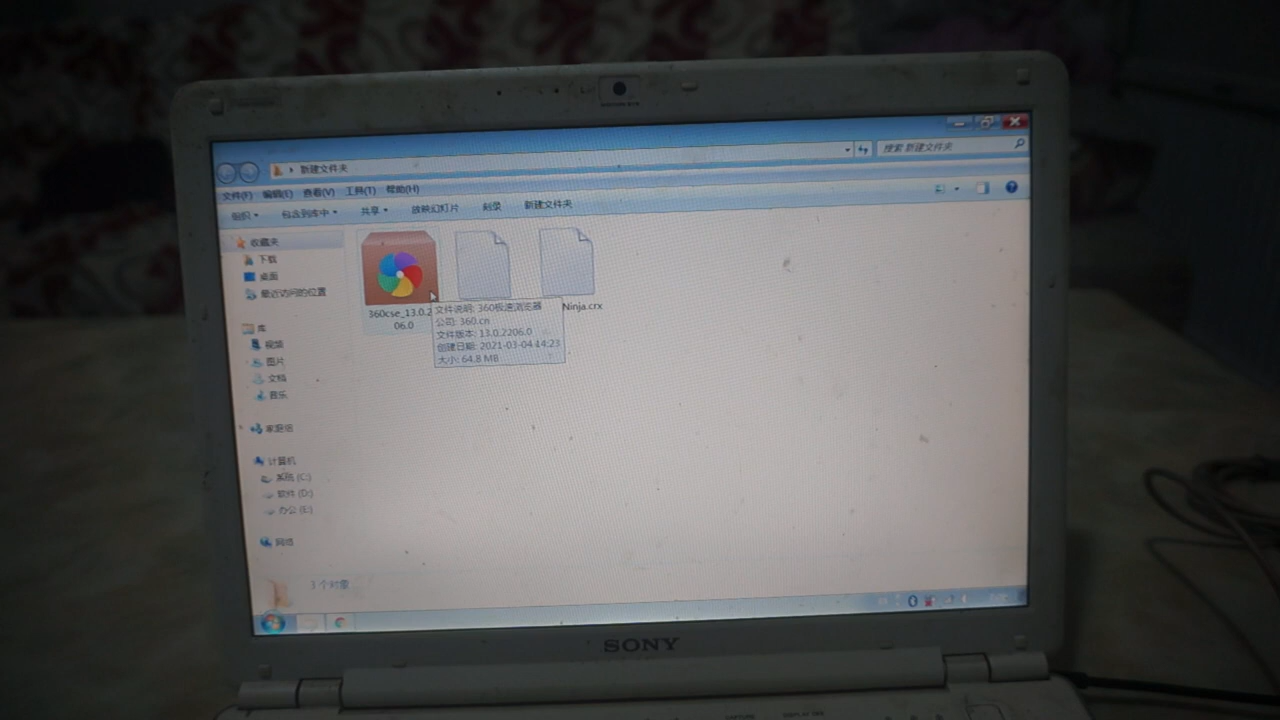 新建文件夹
搜索 新建文件夹
文件(F) 编辑(E) 查看(V) 工具(T) 帮助(H)
组织 包含到库中 共享 放映幻灯片 刻录 新建文件夹
收藏夹
下载
桌面
最近访问的位置
库
视频
图片
文档
音乐
家庭组
计算机
系统 (C:)
软件 (D:)
办公 (E:)
网络
360cse_13.0.2
06.0
Ninja.crx
文件说明: 360极速浏览器
公司: 360.cn
文件版本: 13.0.2206.0
创建日期: 2021-03-04 14:23
大小: 64.8 MB
3 个对象
SONY